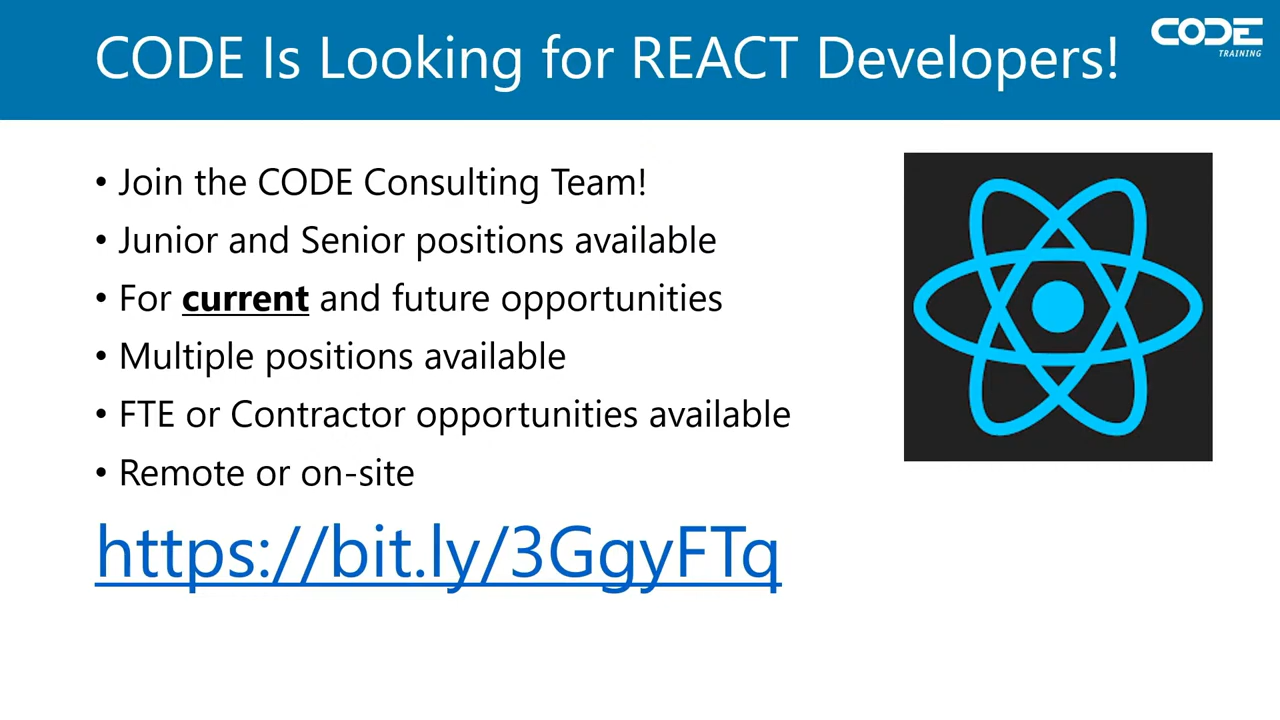 CODE Is Looking for REACT Developers!
CODE
TRAINING
• Join the CODE Consulting Team!
• Junior and Senior positions available
• For current and future opportunities
• Multiple positions available
• FTE or Contractor opportunities available
• Remote or on-site
https://bit.ly/3GgyFTq